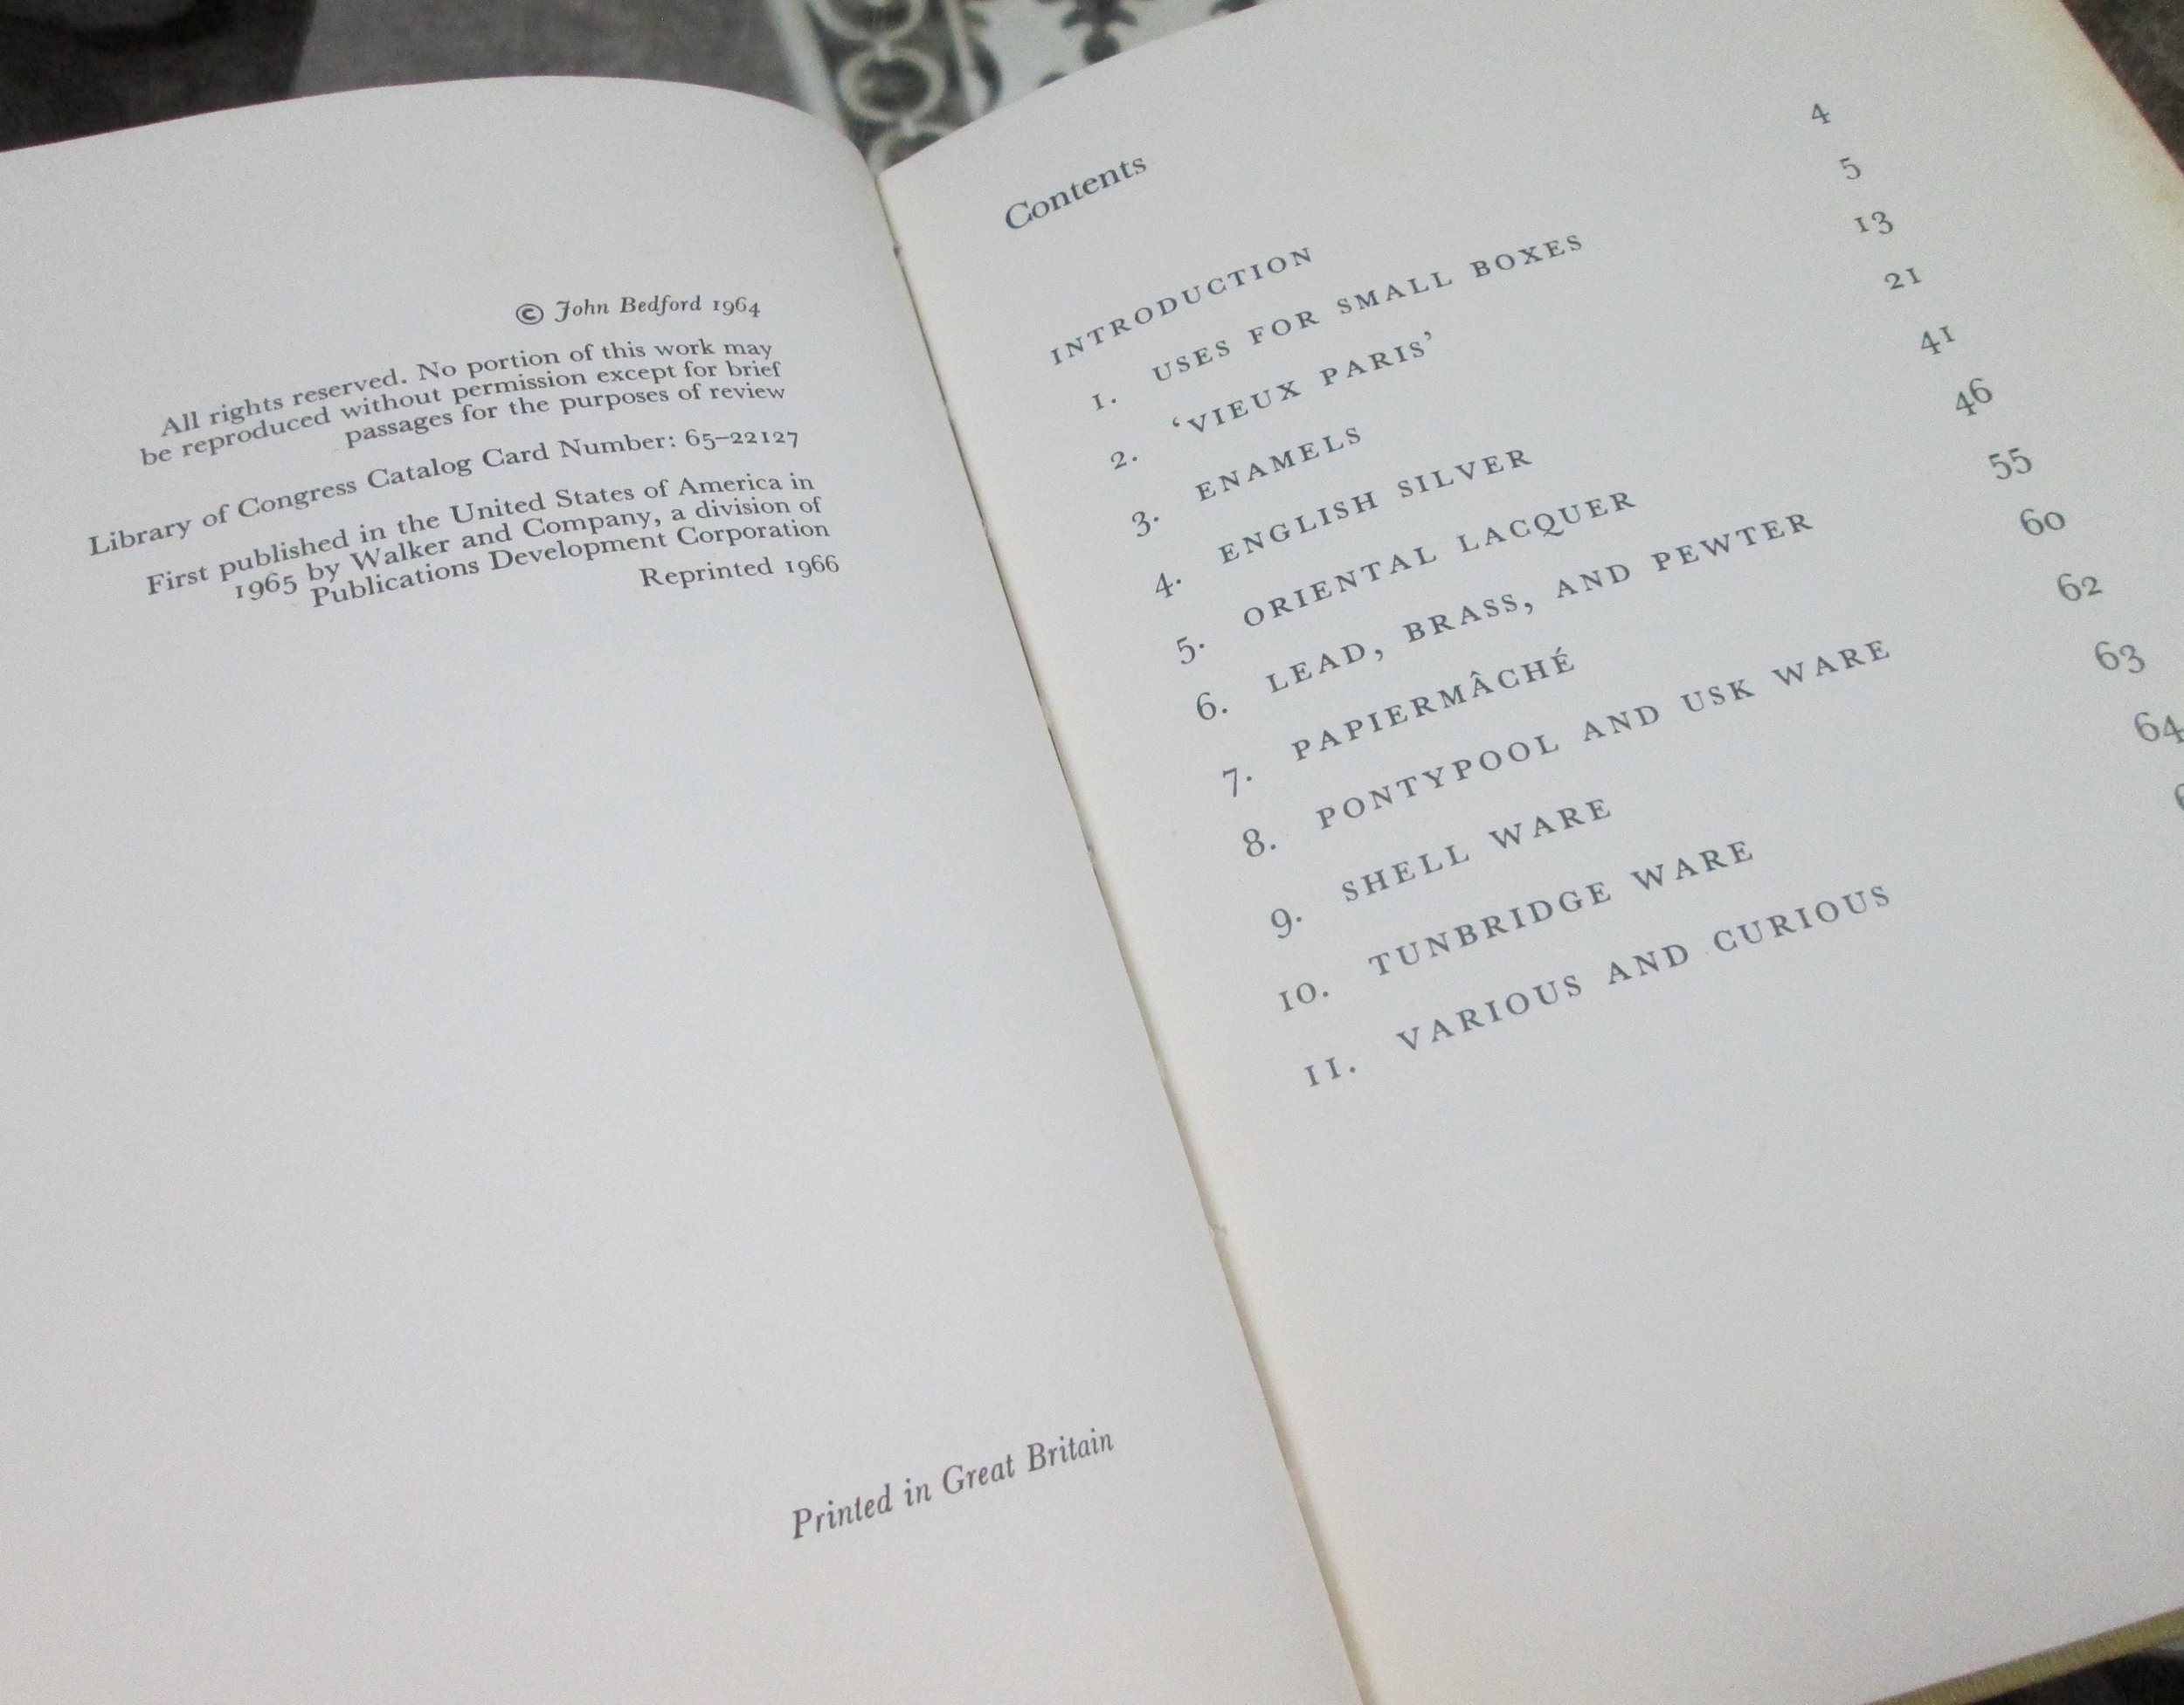 © John Bedford 1964
All rights reserved. No portion of this work may
be reproduced without permission except for brief
passages for the purposes of review
Library of Congress Catalog Card Number: 65–22127
First published in the United States of America in
1965 by Walker and Company, a division of
Publications Development Corporation
Reprinted 1966
Printed in Great Britain
Contents
INTRODUCTION 4
1. USES FOR SMALL BOXES 5
2. ‘VIEUX PARIS’ 13
3. ENAMELS 21
4. ENGLISH SILVER 41
5. ORIENTAL LACQUER 46
6. LEAD, BRASS, AND PEWTER 55
7. PAPIERMÂCHÉ 60
8. PONTYPOOL AND USK WARE 62
9. SHELL WARE 63
10. TUNBRIDGE WARE 64
11. VARIOUS AND CURIOUS